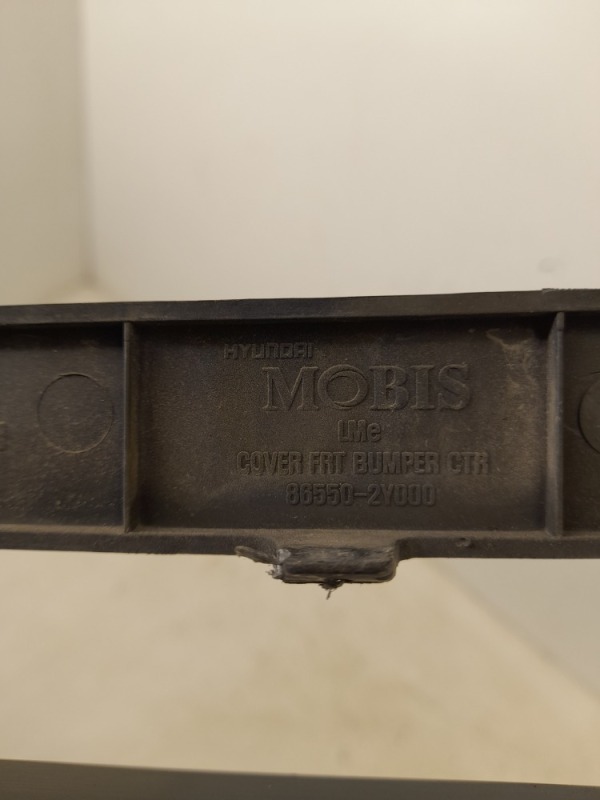 HYUNDAI
MOBIS
LMe
COVER FRT BUMPER CTR
86550-2Y000